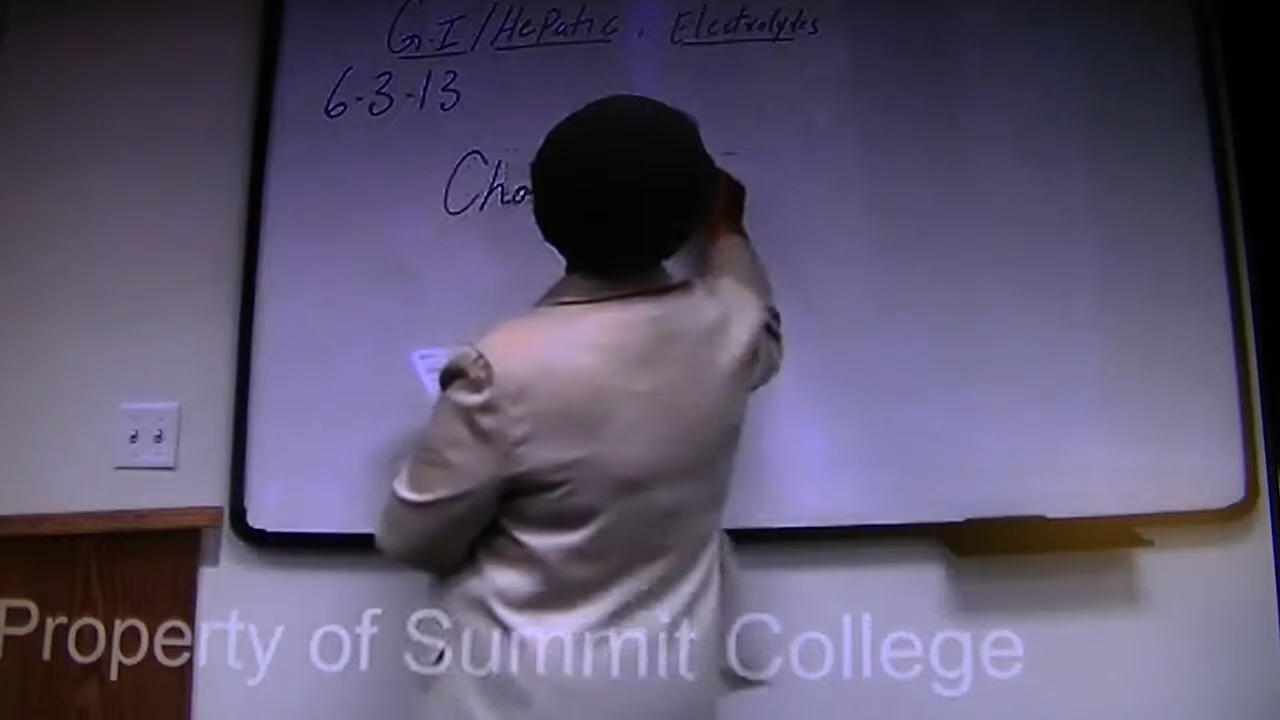 G.I/Hepatic, Electrolytes
6-3-13
Cho
Property of Summit College